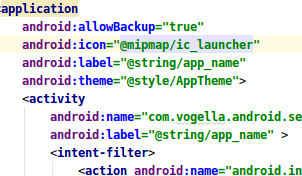 <application
android:allowBackup="true"
android:icon="@mipmap/ic_launcher"
android:label="@string/app_name"
android:theme="@style/AppTheme">
<activity
android:name="com.vogella.android.se
android:label="@string/app_name" >
<intent-filter>
<action android:name="android.in